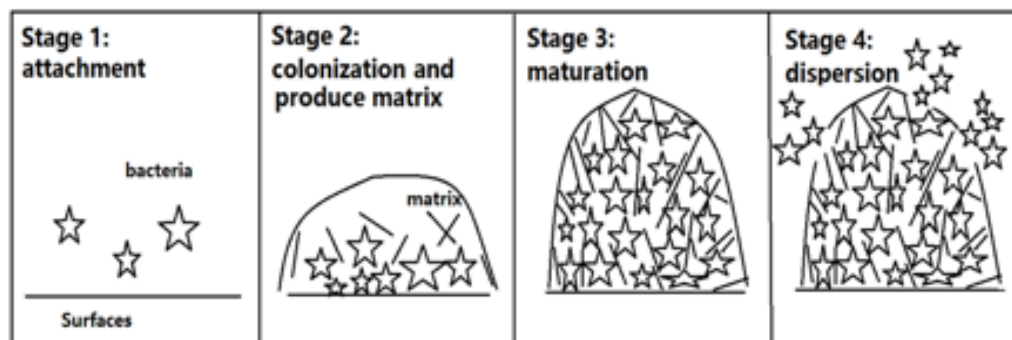 Stage 1:
attachment
bacteria
Surfaces
Stage 2:
colonization and
produce matrix
matrix
Stage 3:
maturation
Stage 4:
dispersion